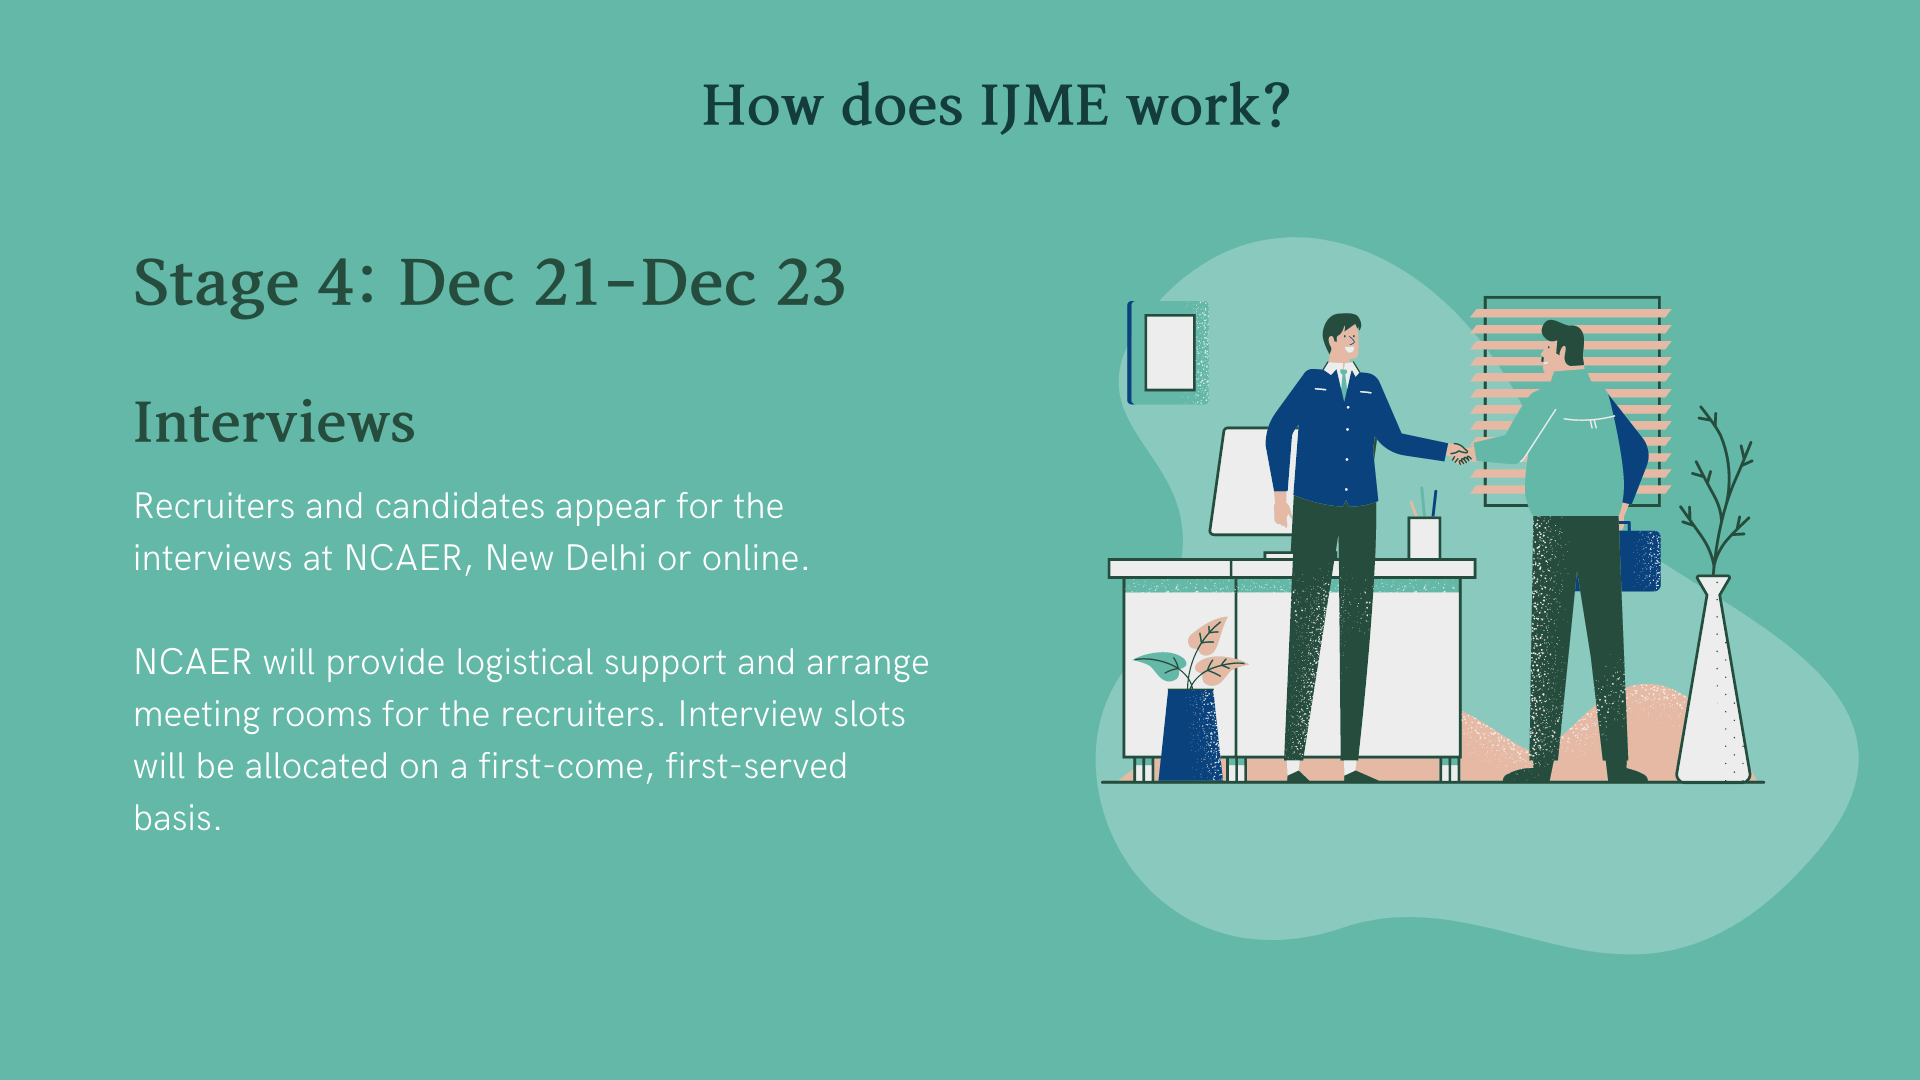 How does IJME work?
Stage 4: Dec 21-Dec 23
Interviews
Recruiters and candidates appear for the
interviews at NCAER, New Delhi or online.
NCAER will provide logistical support and arrange
meeting rooms for the recruiters. Interview slots
will be allocated on a first-come, first-served
basis.